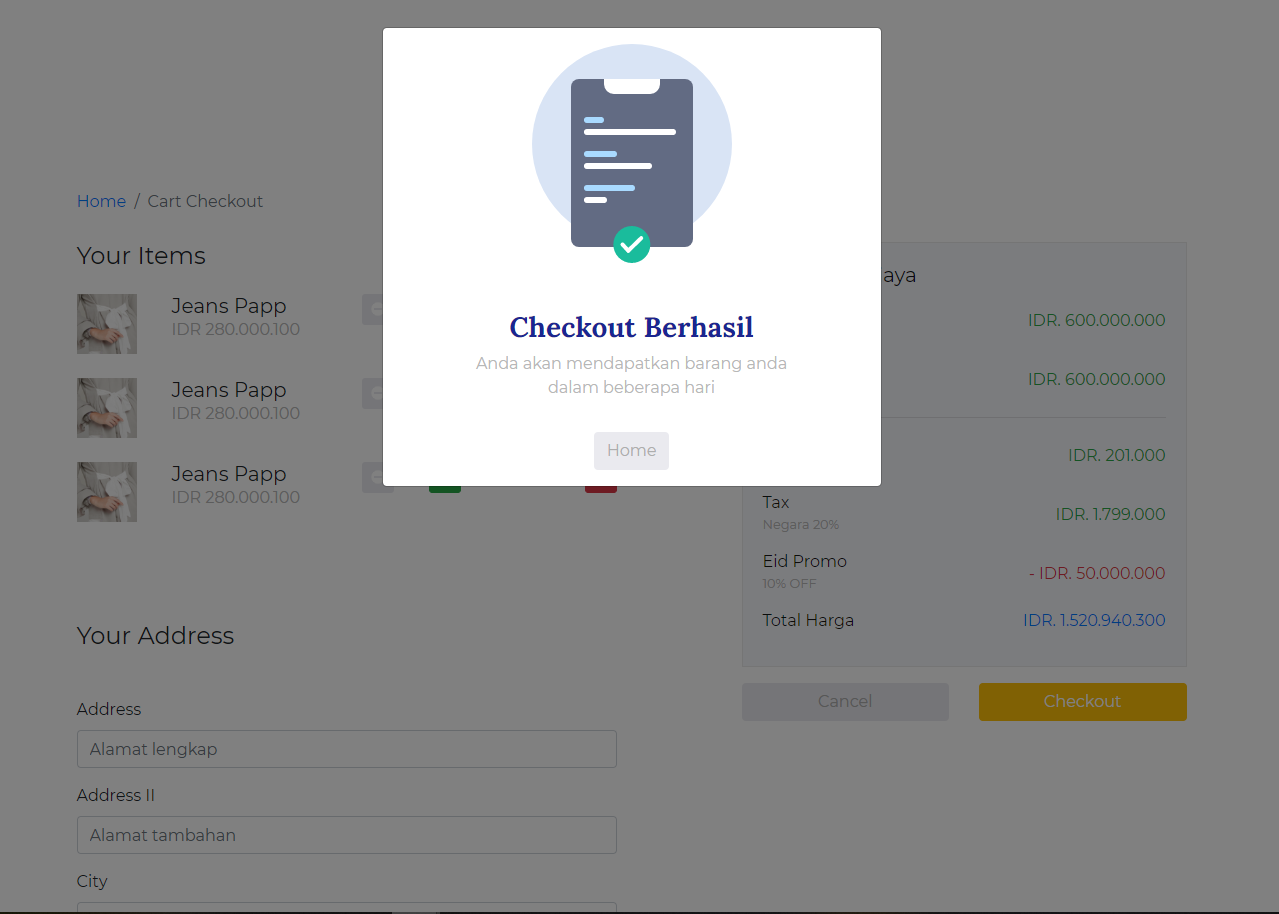 Checkout Berhasil
Anda akan mendapatkan barang anda
dalam beberapa hari
Home
Home / Cart Checkout
Your Items
Jeans Papp
IDR 280.000.100
Jeans Papp
IDR 280.000.100
Jeans Papp
IDR 280.000.100
Your Address
Address
Alamat lengkap
Address II
Alamat tambahan
City
aya
IDR. 600.000.000
IDR. 600.000.000
IDR. 201.000
Tax
Negara 20%
IDR. 1.799.000
Eid Promo
10% OFF
- IDR. 50.000.000
Total Harga
IDR. 1.520.940.300
Cancel
Checkout